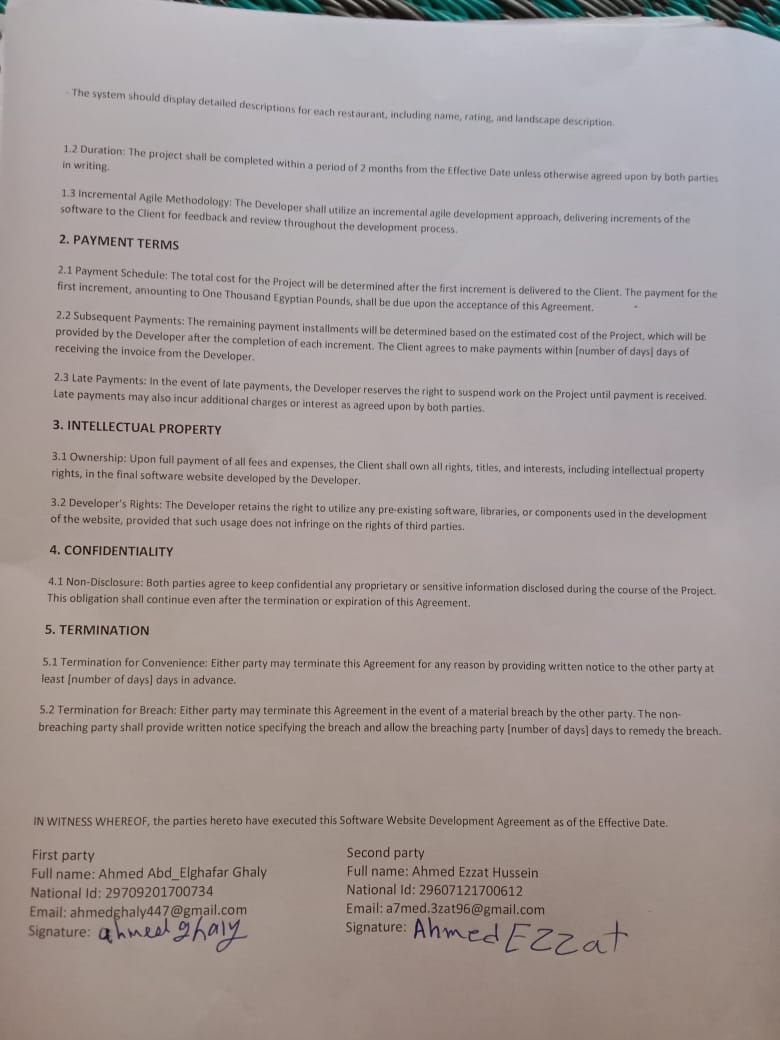 - The system should display detailed descriptions for each restaurant, including name, rating, and landscape description.
1.2 Duration: The project shall be completed within a period of 2 months from the Effective Date unless otherwise agreed upon by both parties
in writing.
1.3 Incremental Agile Methodology: The Developer shall utilize an incremental agile development approach, delivering increments of the
software to the Client for feedback and review throughout the development process.
2. PAYMENT TERMS
2.1 Payment Schedule: The total cost for the Project will be determined after the first increment is delivered to the Client. The payment for the
first increment, amounting to One Thousand Egyptian Pounds, shall be due upon the acceptance of this Agreement.
2.2 Subsequent Payments: The remaining payment installments will be determined based on the estimated cost of the Project, which will be
provided by the Developer after the completion of each increment. The Client agrees to make payments within [number of days] days of
receiving the invoice from the Developer.
2.3 Late Payments: In the event of late payments, the Developer reserves the right to suspend work on the Project until payment is received.
Late payments may also incur additional charges or interest as agreed upon by both parties.
3. INTELLECTUAL PROPERTY
3.1 Ownership: Upon full payment of all fees and expenses, the Client shall own all rights, titles, and interests, including intellectual property
rights, in the final software website developed by the Developer.
3.2 Developer's Rights: The Developer retains the right to utilize any pre-existing software, libraries, or components used in the development
of the website, provided that such usage does not infringe on the rights of third parties.
4. CONFIDENTIALITY
4.1 Non-Disclosure: Both parties agree to keep confidential any proprietary or sensitive information disclosed during the course of the Project.
This obligation shall continue even after the termination or expiration of this Agreement.
5. TERMINATION
5.1 Termination for Convenience: Either party may terminate this Agreement for any reason by providing written notice to the other party at
least [number of days] days in advance.
5.2 Termination for Breach: Either party may terminate this Agreement in the event of a material breach by the other party. The non-
breaching party shall provide written notice specifying the breach and allow the breaching party [number of days] days to remedy the breach.
IN WITNESS WHEREOF, the parties hereto have executed this Software Website Development Agreement as of the Effective Date.
First party
Full name: Ahmed Abd_Elghafar Ghaly
National Id: 29709201700734
Email: ahmedghaly447@gmail.com
Signature: ahmed ghaly
Second party
Full name: Ahmed Ezzat Hussein
National Id: 29607121700612
Email: a7med.3zat96@gmail.com
Signature: Ahmed Ezzat